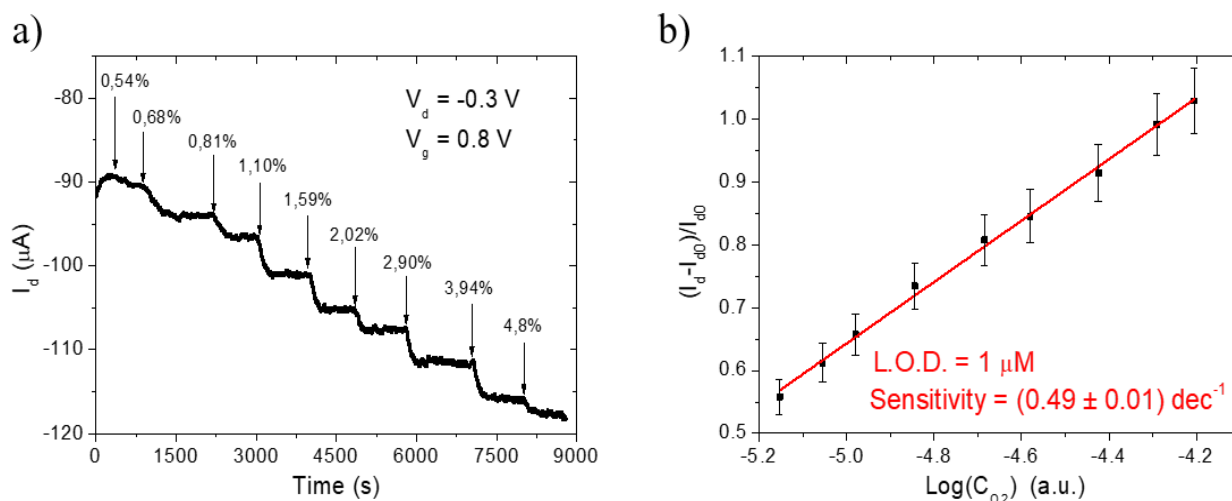 a)
0,54%
0,68%
0,81%
1,10%
1,59%
2,02%
2,90%
3,94%
4,8%
V_d = -0.3 V
V_g = 0.8 V
-80
-90
-100
-110
-120
I_d (μA)
0 1500 3000 4500 6000 7500 9000
Time (s)
b)
1.1
1.0
0.9
0.8
0.7
0.6
0.5
(I_d-I_d0)/I_d0
L.O.D. = 1 μM
Sensitivity = (0.49 ± 0.01) dec⁻¹
-5.2 -5.0 -4.8 -4.6 -4.4 -4.2
Log(C_O2) (a.u.)